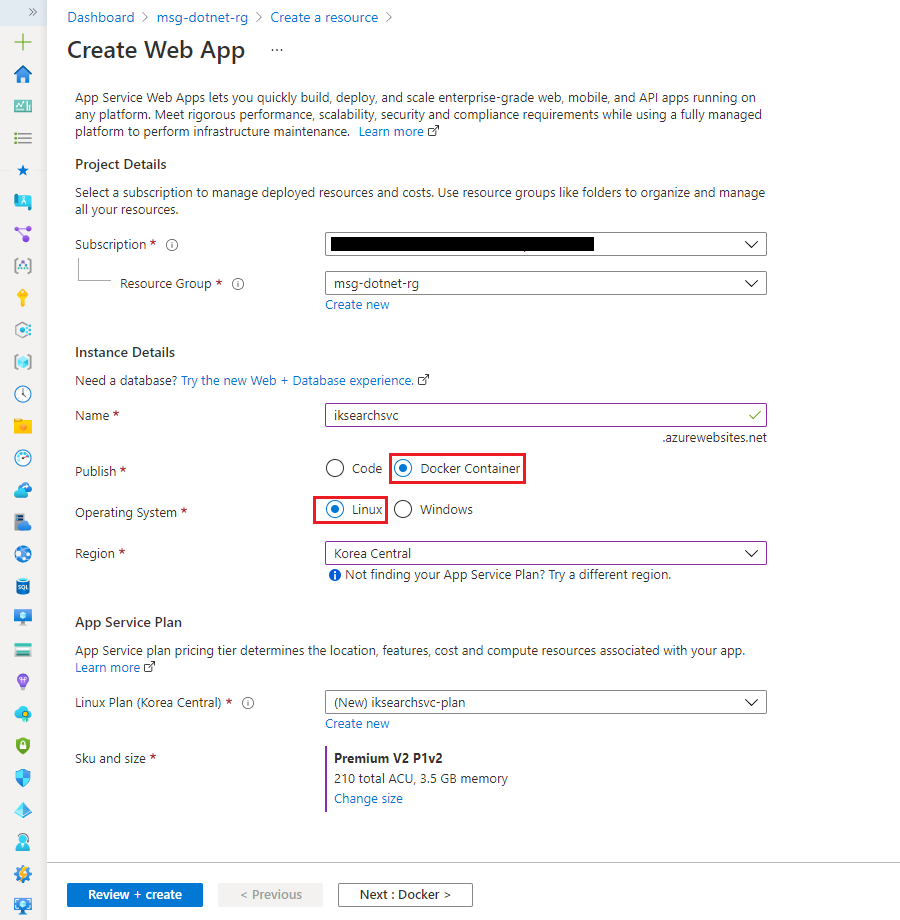 Dashboard > msg-dotnet-rg > Create a resource >
Create Web App ...
App Service Web Apps lets you quickly build, deploy, and scale enterprise-grade web, mobile, and API apps running on
any platform. Meet rigorous performance, scalability, security and compliance requirements while using a fully managed
platform to perform infrastructure maintenance. Learn more
Project Details
Select a subscription to manage deployed resources and costs. Use resource groups like folders to organize and manage
all your resources.
Subscription *
Resource Group * msg-dotnet-rg
Create new
Instance Details
Need a database? Try the new Web + Database experience.
Name * iksearchsvc
.azurewebsites.net
Publish * Code Docker Container
Operating System * Linux Windows
Region * Korea Central
Not finding your App Service Plan? Try a different region.
App Service Plan
App Service plan pricing tier determines the location, features, cost and compute resources associated with your app.
Learn more
Linux Plan (Korea Central) * (New) iksearchsvc-plan
Create new
Sku and size * Premium V2 P1v2
210 total ACU, 3.5 GB memory
Change size
Review + create < Previous Next : Docker >